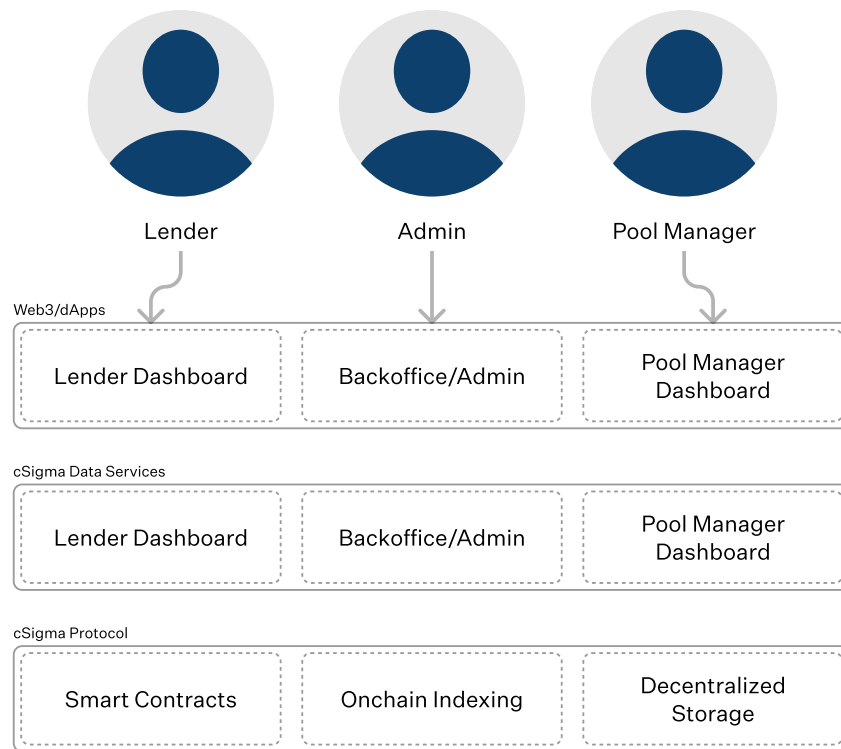 Lender
Admin
Pool Manager
Web3/dApps
Lender Dashboard
Backoffice/Admin
Pool Manager
Dashboard
cSigma Data Services
Lender Dashboard
Backoffice/Admin
Pool Manager
Dashboard
cSigma Protocol
Smart Contracts
Onchain Indexing
Decentralized
Storage